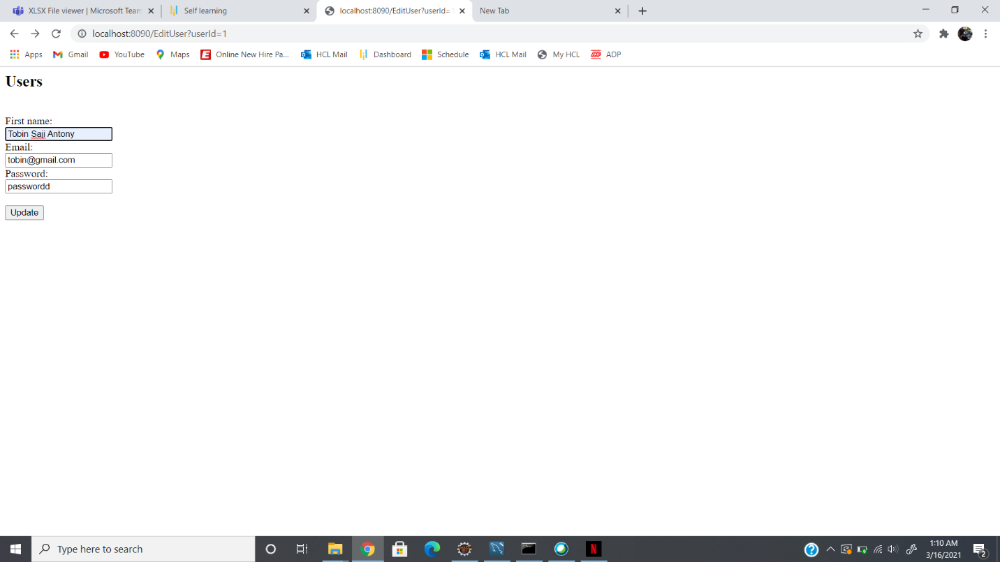 XLSX File viewer | Microsoft Team
Self learning
localhost:8090/EditUser?userId=
New Tab
localhost:8090/EditUser?userId=1
Apps
Gmail
YouTube
Maps
Online New Hire Pa...
HCL Mail
Dashboard
Schedule
HCL Mail
My HCL
ADP
Users
First name:
Tobin Saji Antony
Email:
tobin@gmail.com
Password:
passwordd
Update
Type here to search
1:10 AM
3/16/2021
2